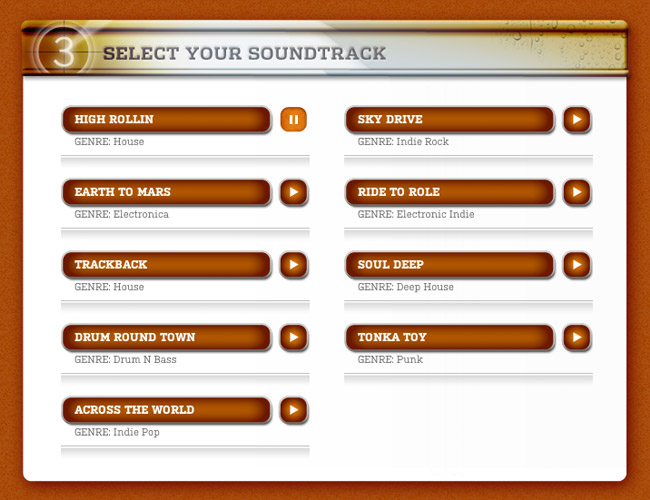 3 SELECT YOUR SOUNDTRACK
HIGH ROLLIN
GENRE: House
EARTH TO MARS
GENRE: Electronica
TRACKBACK
GENRE: House
DRUM ROUND TOWN
GENRE: Drum N Bass
ACROSS THE WORLD
GENRE: Indie Pop
SKY DRIVE
GENRE: Indie Rock
RIDE TO ROLE
GENRE: Electronic Indie
SOUL DEEP
GENRE: Deep House
TONKA TOY
GENRE: Punk